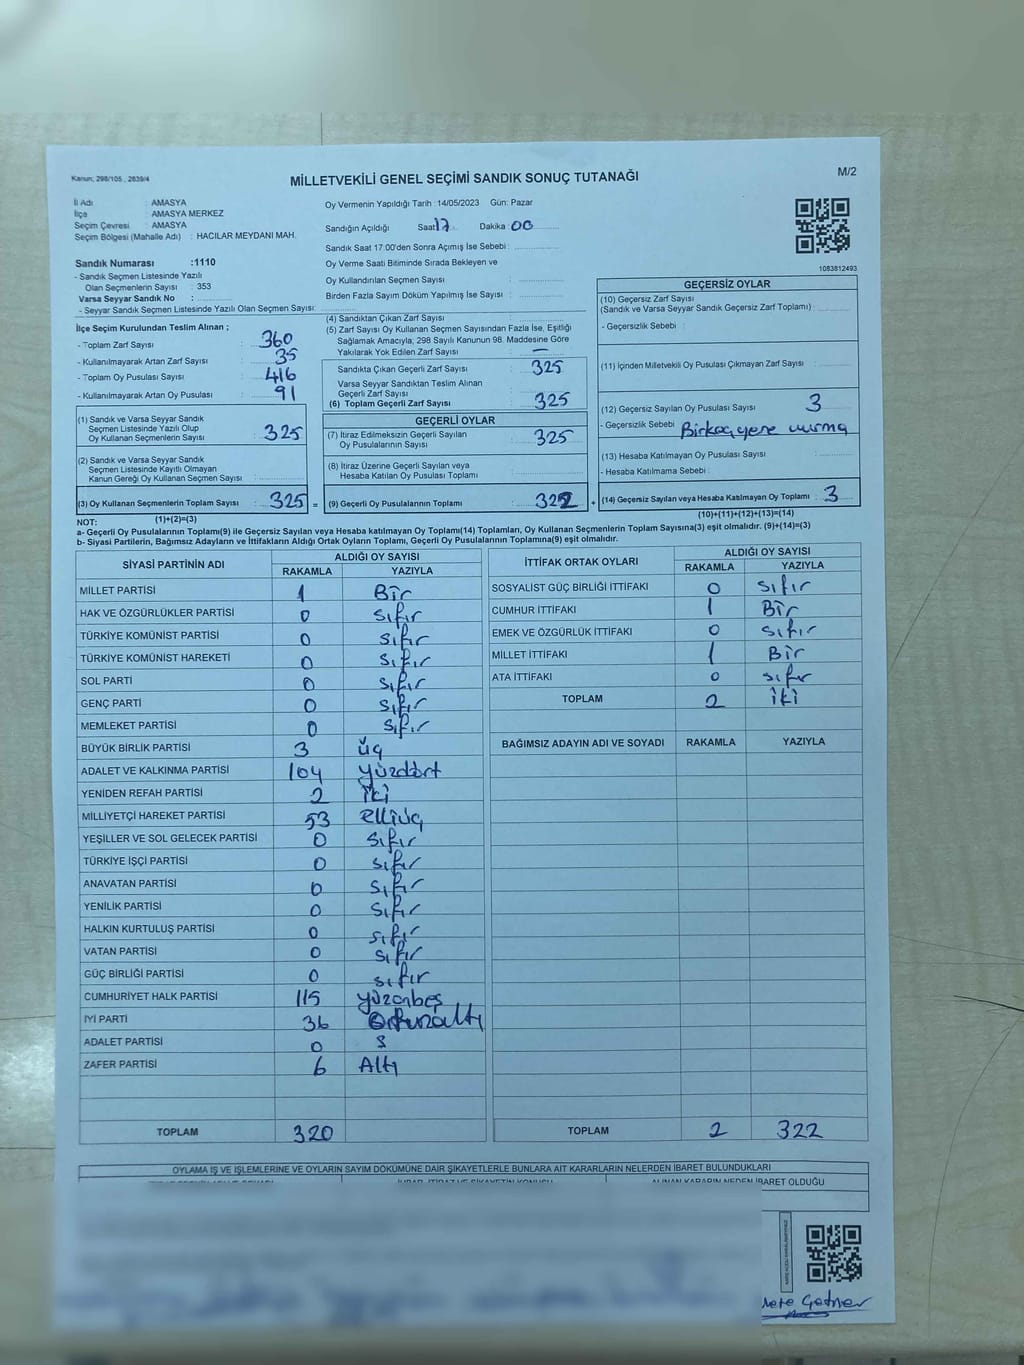 Kanun; 298/105 , 2839/4
MİLLETVEKİLİ GENEL SEÇİMİ SANDIK SONUÇ TUTANAĞI
M/2
İl Adı : AMASYA
İlçe : AMASYA MERKEZ
Seçim Çevresi : AMASYA
Seçim Bölgesi (Mahalle Adı) : HACILAR MEYDANI MAH.
Sandık Numarası :1110
- Sandık Seçmen Listesinde Yazılı
Olan Seçmenlerin Sayısı : 353
Varsa Seyyar Sandık No :
- Seyyar Sandık Seçmen Listesinde Yazılı Olan Seçmen Sayısı:
Oy Vermenin Yapıldığı Tarih : 14/05/2023 Gün: Pazar
Sandığın Açıldığı Saat 17 Dakika 00
Sandık Saat 17:00'den Sonra Açımış İse Sebebi :
Oy Verme Saati Bitiminde Sırada Bekleyen ve
Oy Kullandırılan Seçmen Sayısı :
Birden Fazla Sayım Döküm Yapılmış İse Sayısı :
1083812493
İlçe Seçim Kurulundan Teslim Alınan ;
- Toplam Zarf Sayısı : 360
- Kullanılmayarak Artan Zarf Sayısı : 35
- Toplam Oy Pusulası Sayısı : 416
- Kullanılmayarak Artan Oy Pusulası : 91
(1) Sandık ve Varsa Seyyar Sandık
Seçmen Listesinde Yazılı Olup
Oy Kullanan Seçmenlerin Sayısı : 325
(2) Sandık ve Varsa Seyyar Sandık
Seçmen Listesinde Kayıtlı Olmayan
Kanun Gereği Oy Kullanan Seçmen Sayısı :
(3) Oy Kullanan Seçmenlerin Toplam Sayısı : 325 =
(1)+(2)=(3)
(4) Sandıktan Çıkan Zarf Sayısı :
(5) Zarf Sayısı Oy Kullanan Seçmen Sayısından Fazla İse, Eşitliği
Sağlamak Amacıyla; 298 Sayılı Kanunun 98. Maddesine Göre
Yakılarak Yok Edilen Zarf Sayısı : —
Sandıkta Çıkan Geçerli Zarf Sayısı : 325
Varsa Seyyar Sandıktan Teslim Alınan
Geçerli Zarf Sayısı :
(6) Toplam Geçerli Zarf Sayısı : 325
GEÇERLİ OYLAR
(7) İtiraz Edilmeksizin Geçerli Sayılan
Oy Pusulalarının Sayısı : 325
(8) İtiraz Üzerine Geçerli Sayılan veya
Hesaba Katılan Oy Pusulası Toplamı :
(9) Geçerli Oy Pusulalarının Toplamı : 322 +
GEÇERSİZ OYLAR
(10) Geçersiz Zarf Sayısı
(Sandık ve Varsa Seyyar Sandık Geçersiz Zarf Toplamı) :
- Geçersizlik Sebebi :
(11) İçinden Milletvekili Oy Pusulası Çıkmayan Zarf Sayısı :
(12) Geçersiz Sayılan Oy Pusulası Sayısı : 3
- Geçersizlik Sebebi :
(13) Hesaba Katılmayan Oy Pusulası Sayısı :
- Hesaba Katılmama Sebebi :
(14) Geçersiz Sayılan veya Hesaba Katılmayan Oy Toplamı : 3
(10)+(11)+(12)+(13)=(14)
NOT:
a- Geçerli Oy Pusulalarının Toplamı(9) ile Geçersiz Sayılan veya Hesaba katılmayan Oy Toplamı(14) Toplamları, Oy Kullanan Seçmenlerin Toplam Sayısına(3) eşit olmalıdır. (9)+(14)=(3)
b- Siyasi Partilerin, Bağımsız Adayların ve İttifakların Aldığı Ortak Oyların Toplamı, Geçerli Oy Pusulalarının Toplamına(9) eşit olmalıdır.
SİYASİ PARTİNİN ADI ALDIĞI OY SAYISI
RAKAMLA YAZIYLA
MİLLET PARTİSİ 1 Bir
HAK VE ÖZGÜRLÜKLER PARTİSİ 0 sıfır
TÜRKİYE KOMÜNİST PARTİSİ 0 sıfır
TÜRKİYE KOMÜNİST HAREKETİ 0 sıfır
SOL PARTİ 0 sıfır
GENÇ PARTİ 0 sıfır
MEMLEKET PARTİSİ 0 sıfır
BÜYÜK BİRLİK PARTİSİ 3 üç
ADALET VE KALKINMA PARTİSİ 104 yüzdört
YENİDEN REFAH PARTİSİ 2 iki
MİLLİYETÇİ HAREKET PARTİSİ 53 elliüç
YEŞİLLER VE SOL GELECEK PARTİSİ 0 sıfır
TÜRKİYE İŞÇİ PARTİSİ 0 sıfır
ANAVATAN PARTİSİ 0 sıfır
YENİLİK PARTİSİ 0 sıfır
HALKIN KURTULUŞ PARTİSİ 0 sıfır
VATAN PARTİSİ 0 sıfır
GÜÇ BİRLİĞİ PARTİSİ 0 sıfır
CUMHURİYET HALK PARTİSİ 115 yüzonbeş
İYİ PARTİ 36 Otuzaltı
ADALET PARTİSİ 0
ZAFER PARTİSİ 6 Altı
TOPLAM 320
İTTİFAK ORTAK OYLARI ALDIĞI OY SAYISI
RAKAMLA YAZIYLA
SOSYALİST GÜÇ BİRLİĞİ İTTİFAKI 0 sıfır
CUMHUR İTTİFAKI 1 Bir
EMEK VE ÖZGÜRLÜK İTTİFAKI 0 sıfır
MİLLET İTTİFAKI 1 Bir
ATA İTTİFAKI 0 sıfır
TOPLAM 2 iki
BAĞIMSIZ ADAYIN ADI VE SOYADI RAKAMLA YAZIYLA
TOPLAM 2 322
OYLAMA İŞ VE İŞLEMLERİNE VE OYLARIN SAYIM DÖKÜMÜNE DAİR ŞİKAYETLERLE BUNLARA AİT KARARLARIN NELERDEN İBARET BULUNDUKLARI
ALINAN KARARIN NEDEN İBARET OLDUĞU